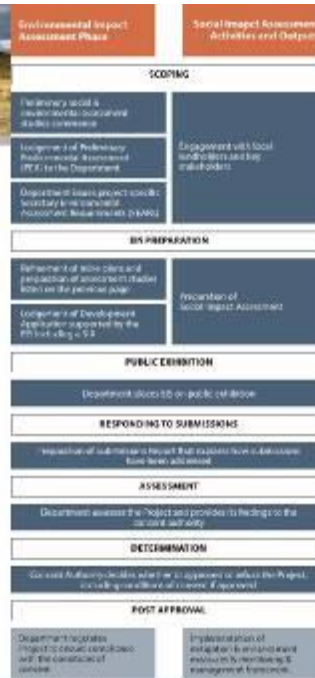 Environmental Impact
Assessment Phase
Social Impact Assessment
Activities and Output
SCOPING
Preliminary social &
environmental assessment
studies commence
Lodgement of Preliminary
Environmental Assessment
(PEA) to the Department
Department issues project-specific
Secretary Environmental
Assessment Requirements (SEARs)
Engagement with local
landholders and key
stakeholders
EIS PREPARATION
Refinement of mine plans and
preparation of assessment studies
listed on the previous page
Lodgement of Development
Application supported by the
EIS including a SIA
Preparation of
Social Impact Assessment
PUBLIC EXHIBITION
Department places EIS on public exhibition
RESPONDING TO SUBMISSIONS
Preparation of submissions report that explains how submissions
have been addressed
ASSESSMENT
Department assesses the Project and provides its findings to the
consent authority
DETERMINATION
Consent Authority decides whether to approve or refuse the Project,
including conditions of consent if approved
POST APPROVAL
Department regulates
Project to ensure compliance
with the conditions of
consent
Implementation of
mitigation & enhancement
measures by monitoring &
management framework